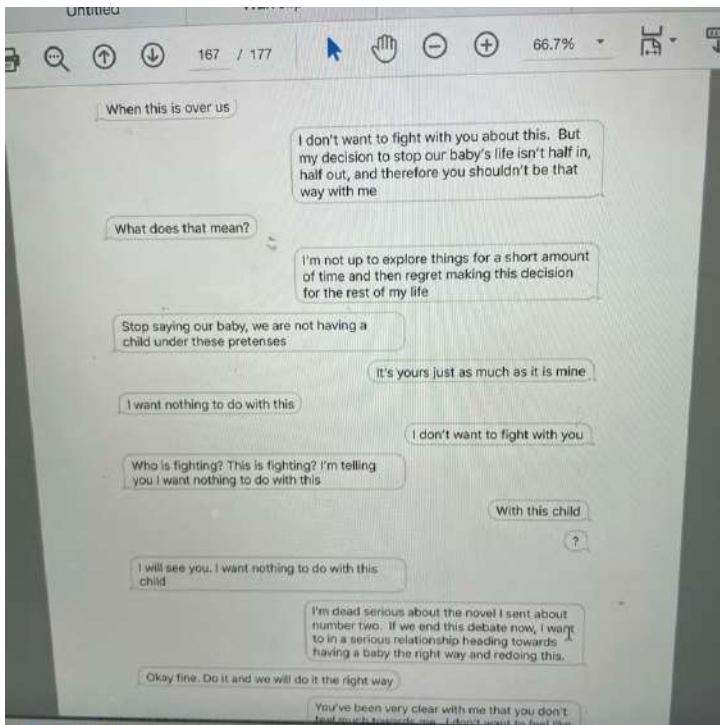 Untitled
167 / 177
66.7%
When this is over us
I don't want to fight with you about this. But
my decision to stop our baby's life isn't half in,
half out, and therefore you shouldn't be that
way with me
What does that mean?
I'm not up to explore things for a short amount
of time and then regret making this decision
for the rest of my life
Stop saying our baby, we are not having a
child under these pretenses
It's yours just as much as it is mine
I want nothing to do with this
I don't want to fight with you
Who is fighting? This is fighting? I'm telling
you I want nothing to do with this
With this child
?
I will see you. I want nothing to do with this
child
I'm dead serious about the novel I sent about
number two. If we end this debate now, I want
to in a serious relationship heading towards
having a baby the right way and redoing this.
Okay fine. Do it and we will do it the right way
You've been very clear with me that you don't
feel much towards me. I don't want to feel like